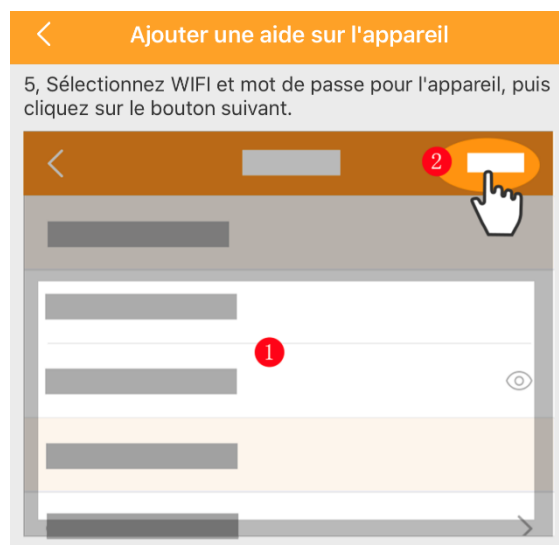 Ajouter une aide sur l'appareil
5, Sélectionnez WIFI et mot de passe pour l'appareil, puis
cliquez sur le bouton suivant.
2
1